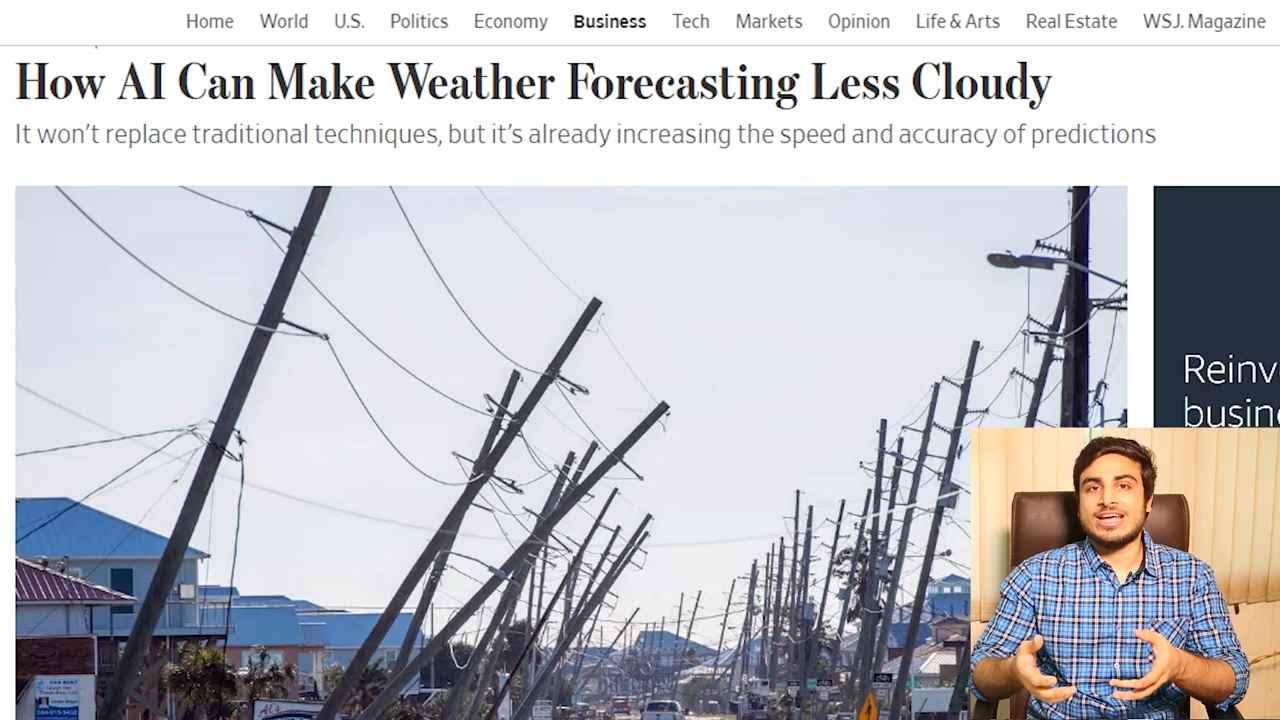 Home World U.S. Politics Economy Business Tech Markets Opinion Life & Arts Real Estate WSJ. Magazine
How AI Can Make Weather Forecasting Less Cloudy
It won't replace traditional techniques, but it's already increasing the speed and accuracy of predictions
Reinv
busin
FOR RENT